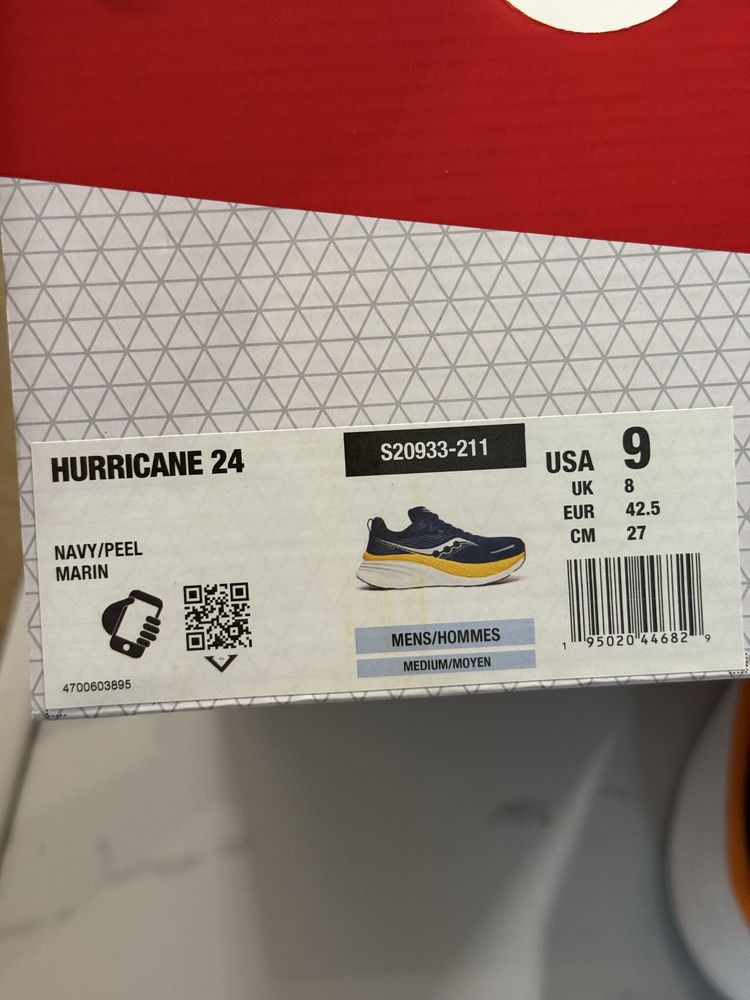 HURRICANE 24
S20933-211
USA 9
UK 8
EUR 42.5
CM 27
NAVY/PEEL
MARIN
MENS/HOMMES
MEDIUM/MOYEN
4700603895
1 95020 44682 9